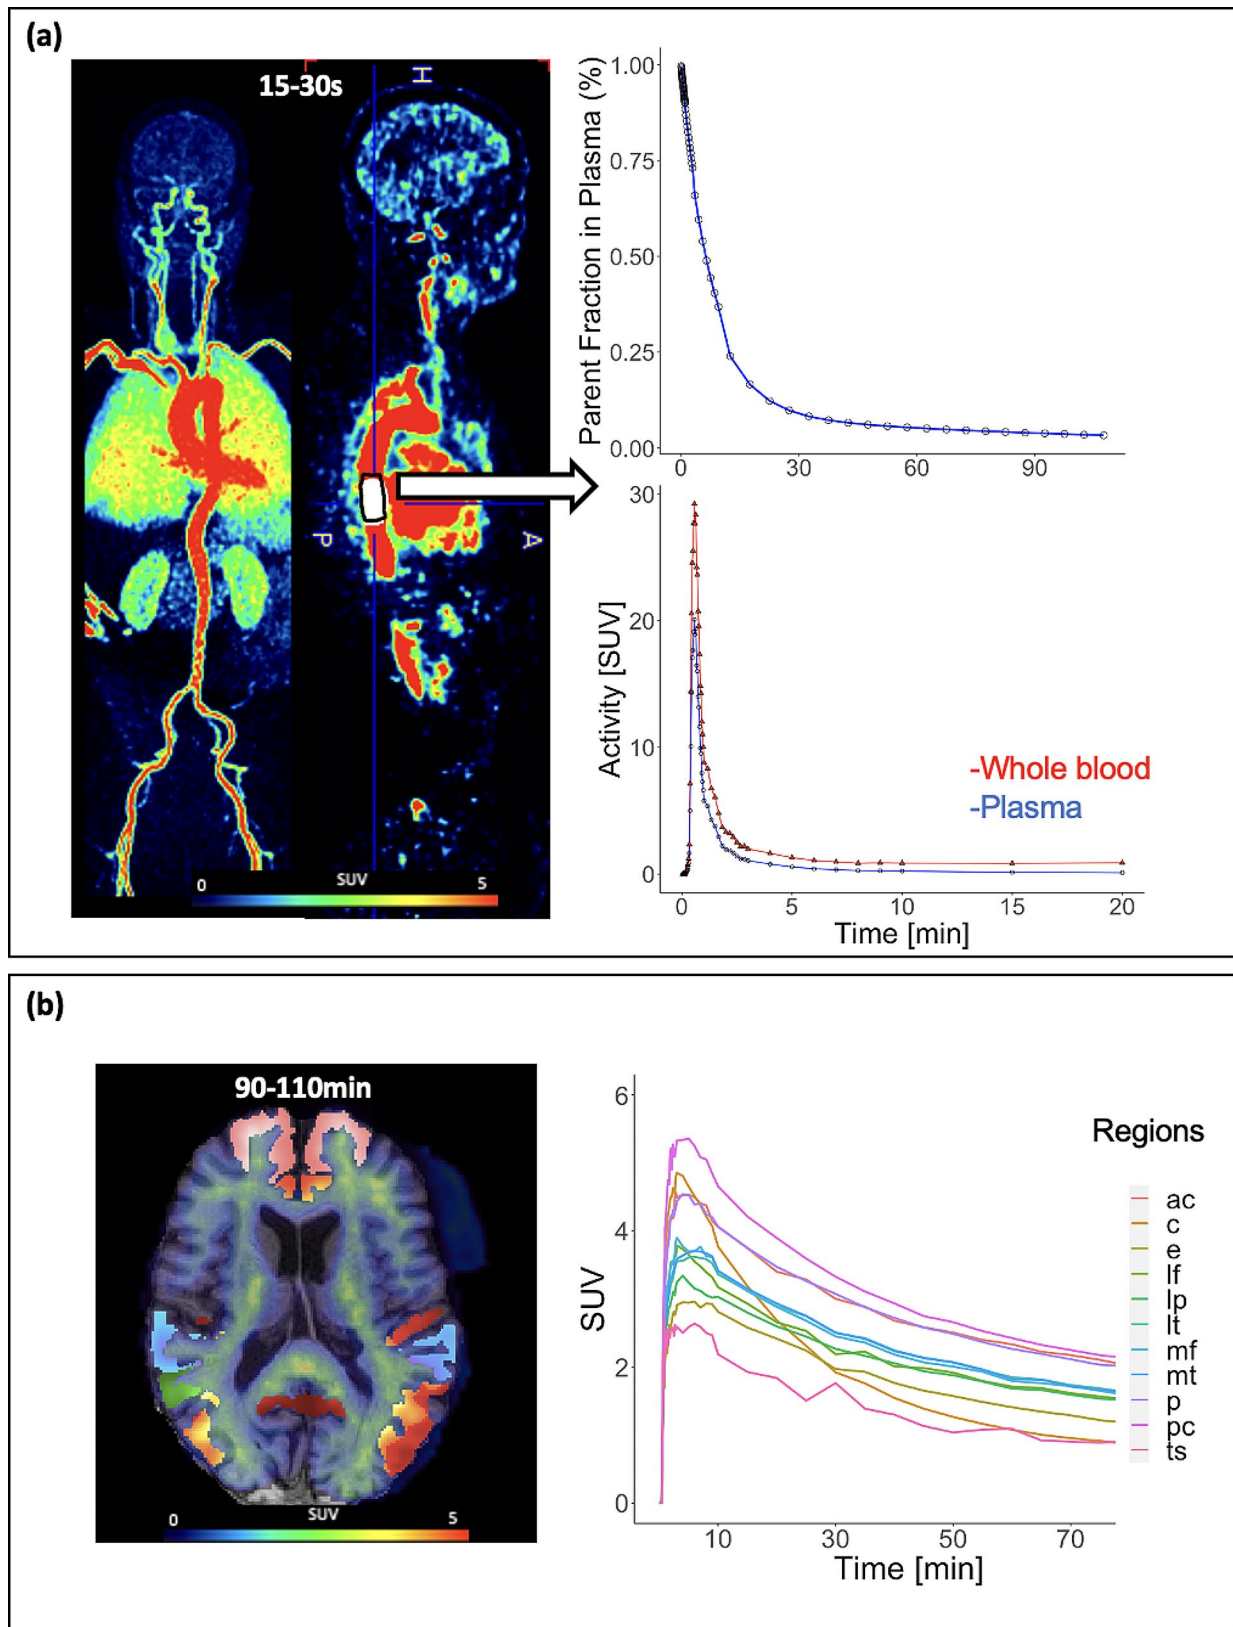 (a)
15-30s
H
P
A
0 SUV 5
Parent Fraction in Plasma (%)
1.00
0.75
0.50
0.25
0.00
0 30 60 90
Activity [SUV]
30
20
10
0
-Whole blood
-Plasma
0 5 10 15 20
Time [min]
(b)
90-110min
0 SUV 5
SUV
6
4
2
0
10 30 50 70
Time [min]
Regions
ac
c
e
lf
lp
lt
mf
mt
p
pc
ts